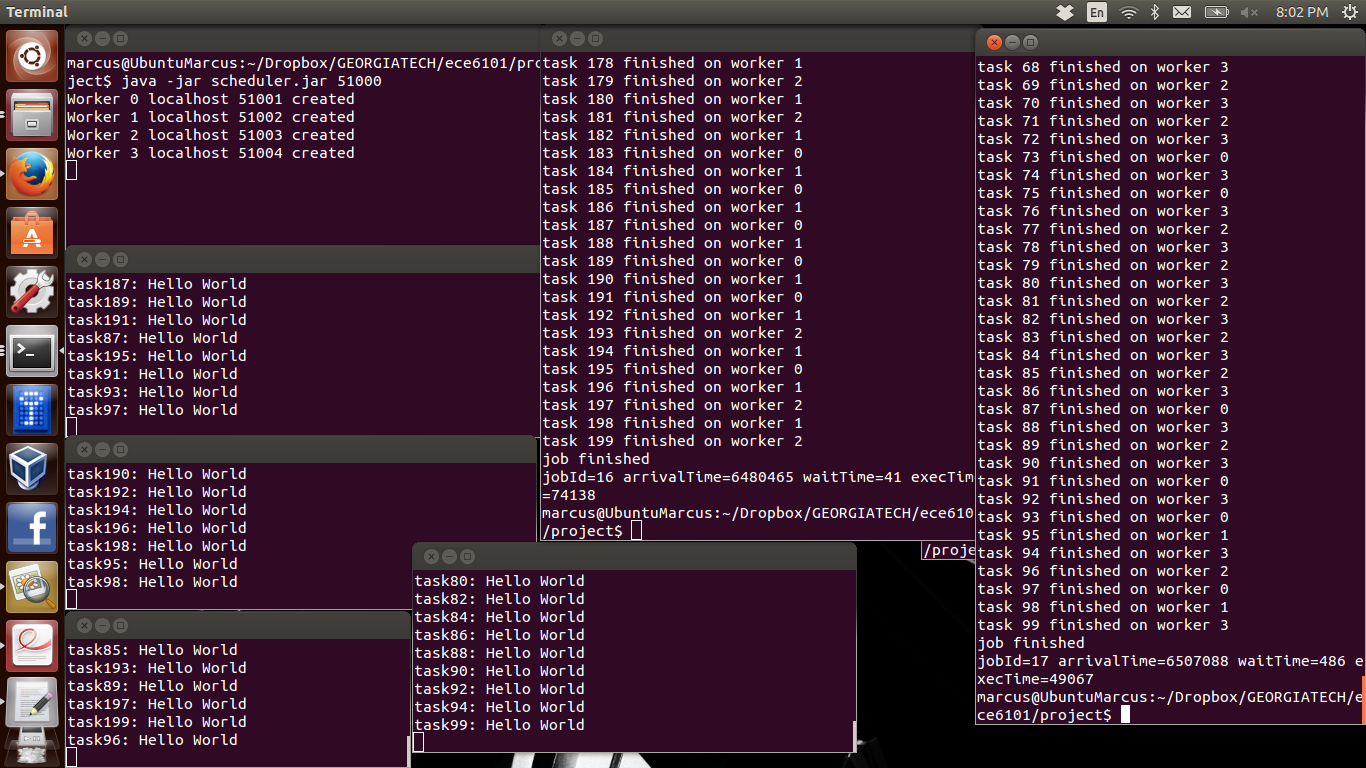 Terminal
En
8:02 PM
marcus@UbuntuMarcus:~/Dropbox/GEORGIATECH/ece6101/pro
ject$ java -jar scheduler.jar 51000
Worker 0 localhost 51001 created
Worker 1 localhost 51002 created
Worker 2 localhost 51003 created
Worker 3 localhost 51004 created
task187: Hello World
task189: Hello World
task191: Hello World
task87: Hello World
task195: Hello World
task91: Hello World
task93: Hello World
task97: Hello World
task190: Hello World
task192: Hello World
task194: Hello World
task196: Hello World
task198: Hello World
task95: Hello World
task98: Hello World
task85: Hello World
task193: Hello World
task89: Hello World
task197: Hello World
task199: Hello World
task96: Hello World
task80: Hello World
task82: Hello World
task84: Hello World
task86: Hello World
task88: Hello World
task90: Hello World
task92: Hello World
task94: Hello World
task99: Hello World
task 178 finished on worker 1
task 179 finished on worker 2
task 180 finished on worker 1
task 181 finished on worker 2
task 182 finished on worker 1
task 183 finished on worker 0
task 184 finished on worker 1
task 185 finished on worker 0
task 186 finished on worker 1
task 187 finished on worker 0
task 188 finished on worker 1
task 189 finished on worker 0
task 190 finished on worker 1
task 191 finished on worker 0
task 192 finished on worker 1
task 193 finished on worker 2
task 194 finished on worker 1
task 195 finished on worker 0
task 196 finished on worker 1
task 197 finished on worker 2
task 198 finished on worker 1
task 199 finished on worker 2
job finished
jobId=16 arrivalTime=6480465 waitTime=41 execTim
=74138
marcus@UbuntuMarcus:~/Dropbox/GEORGIATECH/ece610
/project$
/proje
task 68 finished on worker 3
task 69 finished on worker 2
task 70 finished on worker 3
task 71 finished on worker 2
task 72 finished on worker 3
task 73 finished on worker 0
task 74 finished on worker 3
task 75 finished on worker 0
task 76 finished on worker 3
task 77 finished on worker 2
task 78 finished on worker 3
task 79 finished on worker 2
task 80 finished on worker 3
task 81 finished on worker 2
task 82 finished on worker 3
task 83 finished on worker 2
task 84 finished on worker 3
task 85 finished on worker 2
task 86 finished on worker 3
task 87 finished on worker 0
task 88 finished on worker 3
task 89 finished on worker 2
task 90 finished on worker 3
task 91 finished on worker 0
task 92 finished on worker 3
task 93 finished on worker 0
task 95 finished on worker 1
task 94 finished on worker 3
task 96 finished on worker 2
task 97 finished on worker 0
task 98 finished on worker 1
task 99 finished on worker 3
job finished
jobId=17 arrivalTime=6507088 waitTime=486 e
xecTime=49067
marcus@UbuntuMarcus:~/Dropbox/GEORGIATECH/e
ce6101/project$